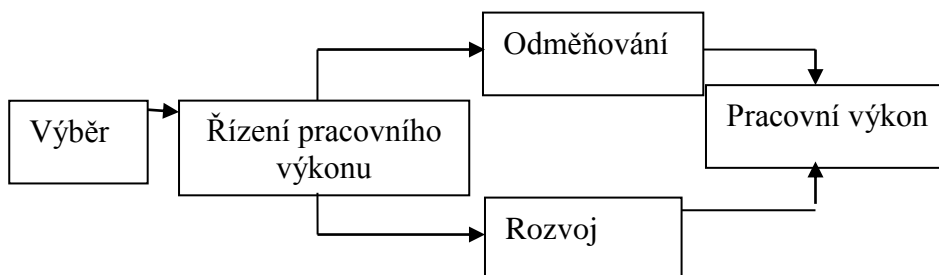 Výběr
Řízení pracovního
výkonu
Odměňování
Rozvoj
Pracovní výkon